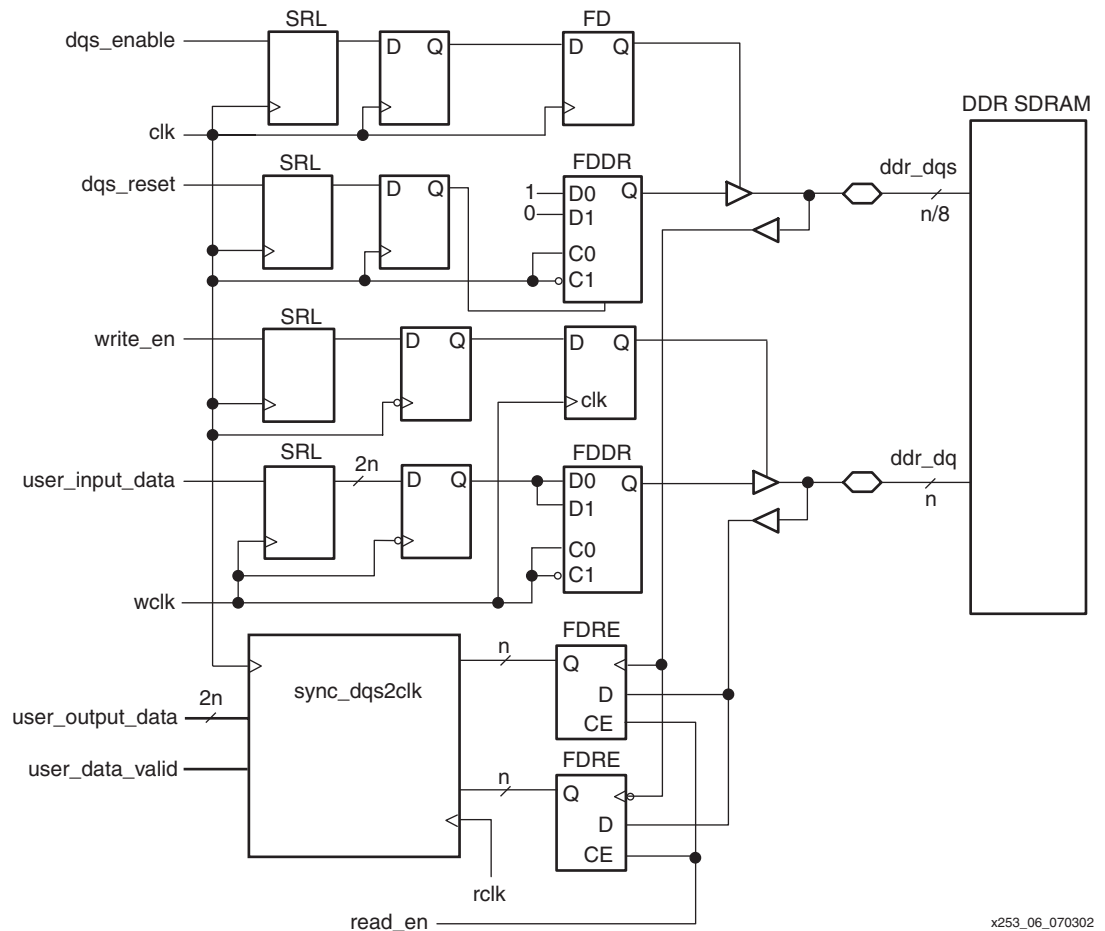 SRL
FD
dqs_enable
D Q
D Q
DDR SDRAM
clk
SRL
FDDR
dqs_reset
D Q
1
D0
Q
0
D1
ddr_dqs
n/8
C0
C1
SRL
write_en
D Q
D Q
clk
SRL
2n
FDDR
ddr_dq
user_input_data
D Q
D0
Q
D1
n
C0
C1
wclk
FDRE
n
Q
sync_dqs2clk
D
2n
user_output_data
CE
FDRE
user_data_valid
n
Q
D
CE
rclk
read_en
x253_06_070302